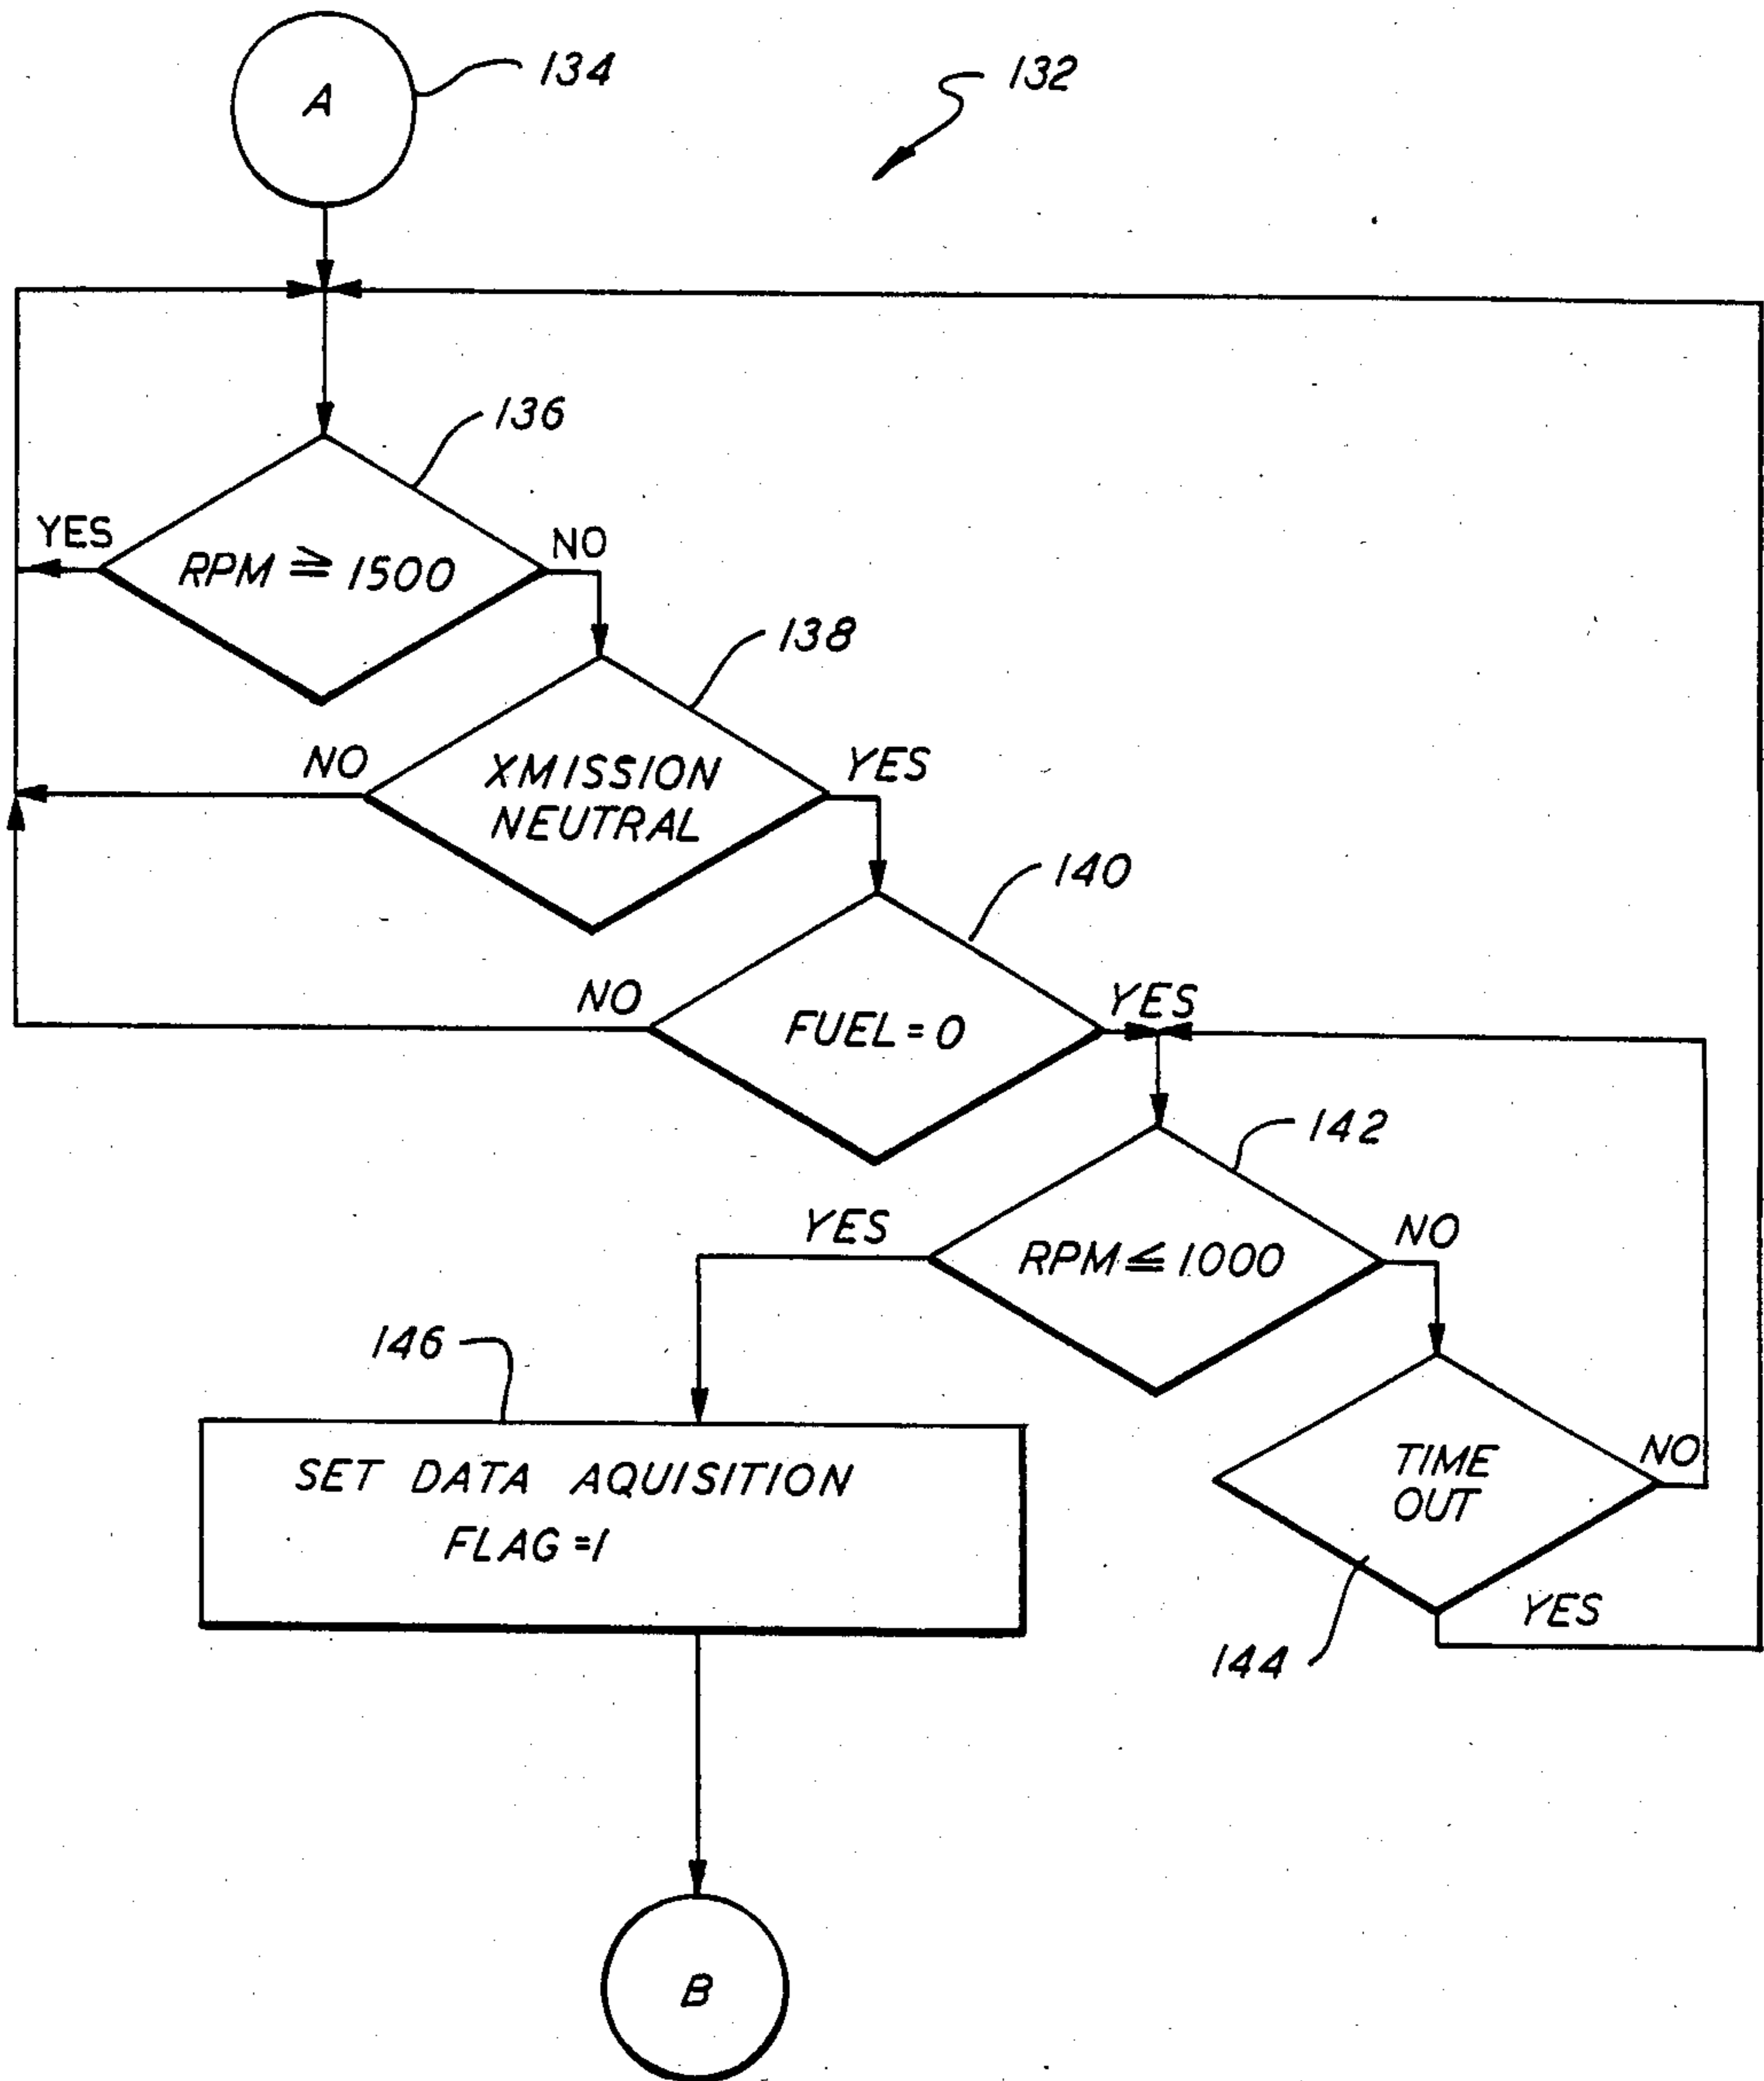 A
134
132
136
YES
RPM ≧ 1500
NO
138
NO
XMISSION
NEUTRAL
YES
140
NO
FUEL = 0
YES
142
YES
RPM ≦ 1000
NO
146
SET DATA AQUISITION
FLAG = 1
TIME
OUT
NO
YES
144
B